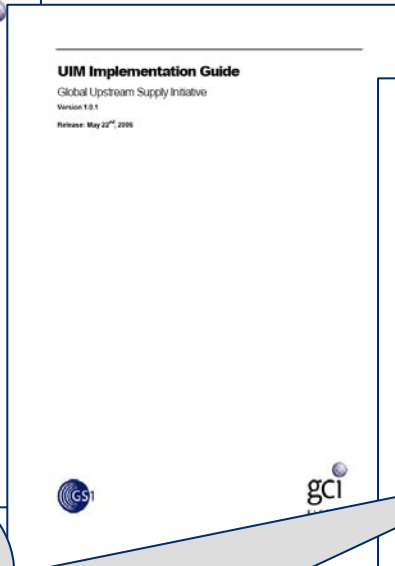 UIM Implementation Guide
Global Upstream Supply Initiative
Version 1.0.1
Release: May 22nd, 2006
GS1
gci